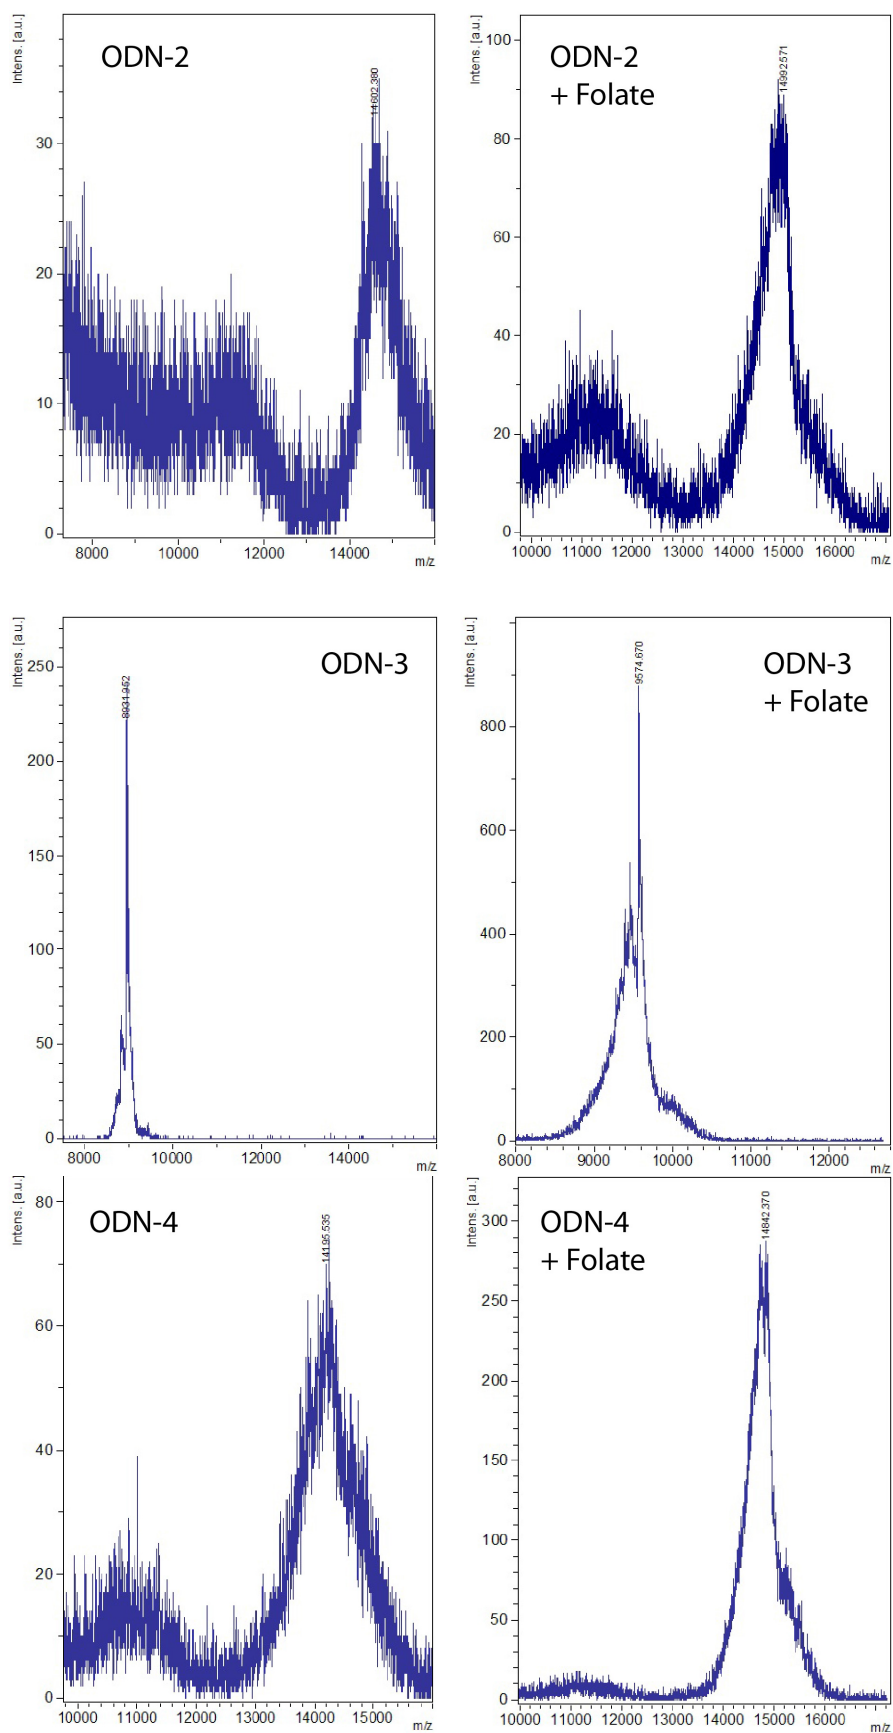 Intens. [a.u.]
ODN-2
14602.380
30
20
10
0
8000 10000 12000 14000
m/z
Intens. [a.u.]
ODN-2
+ Folate
14992.571
100
80
60
40
20
0
10000 11000 12000 13000 14000 15000 16000
m/z
Intens. [a.u.]
ODN-3
8931.952
250
200
150
100
50
0
8000 10000 12000 14000
m/z
Intens. [a.u.]
ODN-3
+ Folate
9574.670
800
600
400
200
0
8000 9000 10000 11000 12000
m/z
Intens. [a.u.]
ODN-4
14195.535
80
60
40
20
0
10000 11000 12000 13000 14000 15000
m/z
Intens. [a.u.]
ODN-4
+ Folate
14842.370
300
250
200
150
100
50
0
10000 11000 12000 13000 14000 15000 16000
m/z